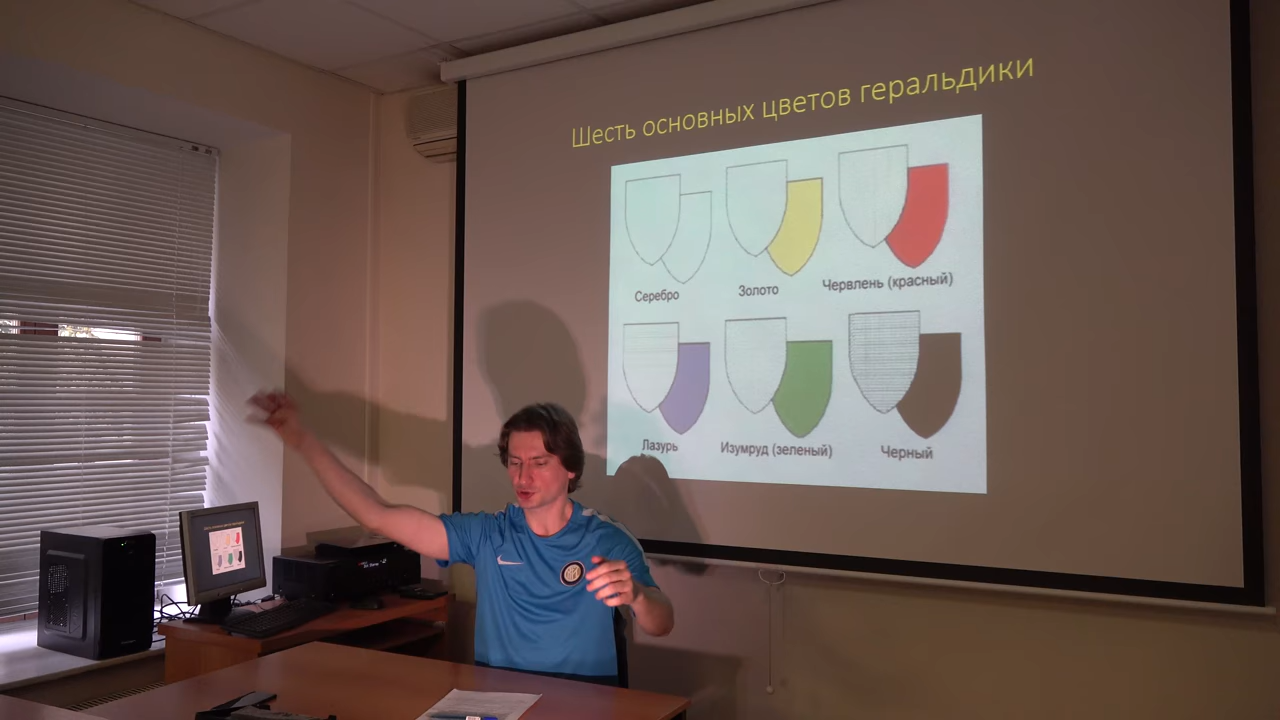 Шесть основных цветов геральдики
Серебро
Золото
Червлень (красный)
Лазурь
Изумруд (зеленый)
Черный